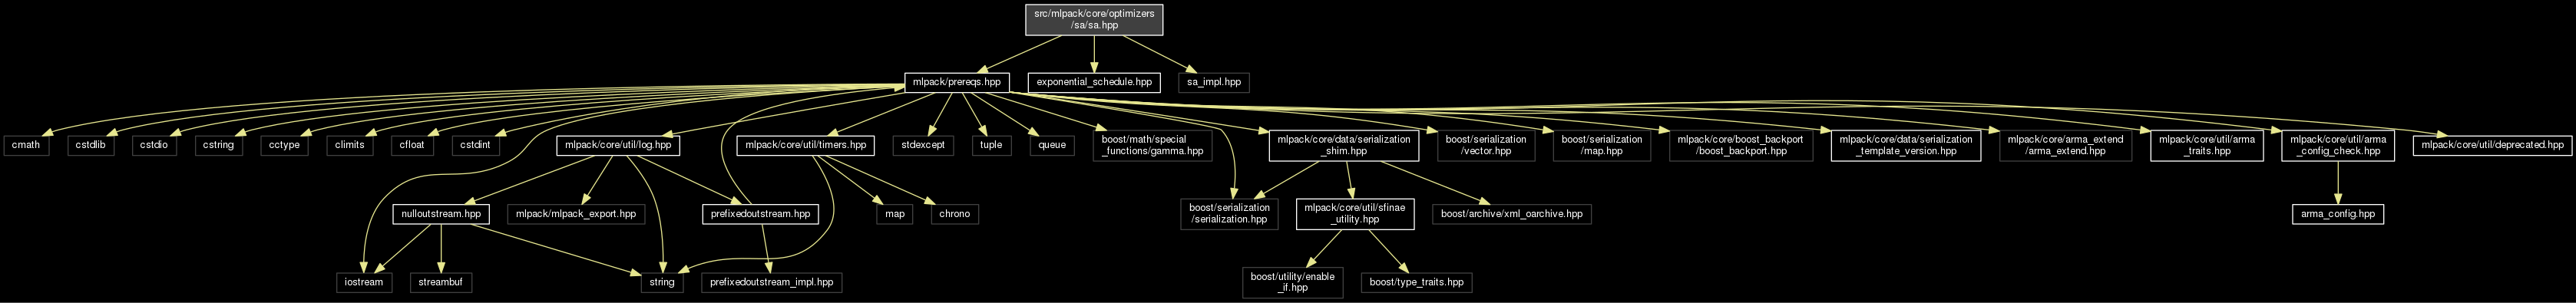 src/mlpack/core/optimizers
/sa/sa.hpp
mlpack/prereqs.hpp
exponential_schedule.hpp
sa_impl.hpp
cmath
cstdlib
cstdio
cstring
cctype
climits
cfloat
cstdint
mlpack/core/util/log.hpp
mlpack/core/util/timers.hpp
stdexcept
tuple
queue
boost/math/special
_functions/gamma.hpp
mlpack/core/data/serialization
_shim.hpp
boost/serialization
/vector.hpp
boost/serialization
/map.hpp
mlpack/core/boost_backport
/boost_backport.hpp
mlpack/core/data/serialization
_template_version.hpp
mlpack/core/arma_extend
/arma_extend.hpp
mlpack/core/util/arma
_traits.hpp
mlpack/core/util/arma
_config_check.hpp
mlpack/core/util/deprecated.hpp
nulloutstream.hpp
mlpack/mlpack_export.hpp
prefixedoutstream.hpp
map
chrono
boost/serialization
/serialization.hpp
mlpack/core/util/sfinae
_utility.hpp
boost/archive/xml_oarchive.hpp
arma_config.hpp
iostream
streambuf
string
prefixedoutstream_impl.hpp
boost/utility/enable
_if.hpp
boost/type_traits.hpp